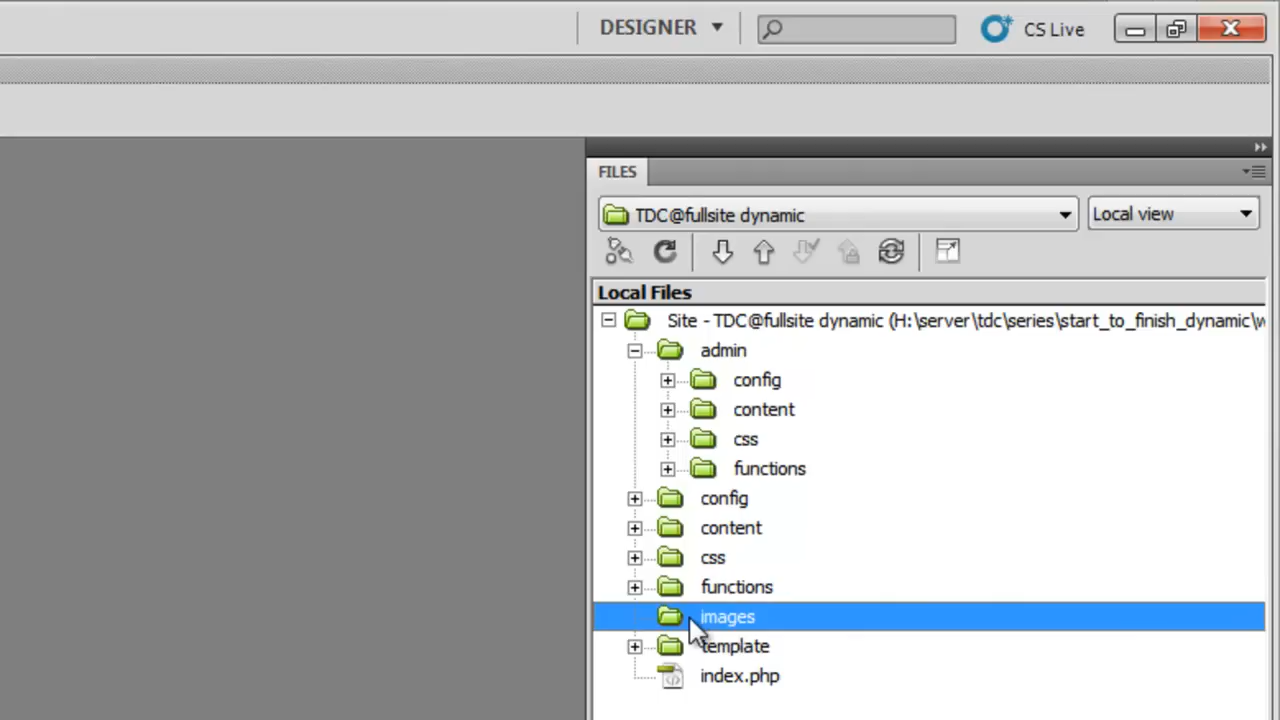 DESIGNER
CS Live
FILES
TDC@fullsite dynamic
Local view
Local Files
Site - TDC@fullsite dynamic (H:\server\tdc\series\start_to_finish_dynamic\w
admin
config
content
css
functions
config
content
css
functions
images
template
index.php